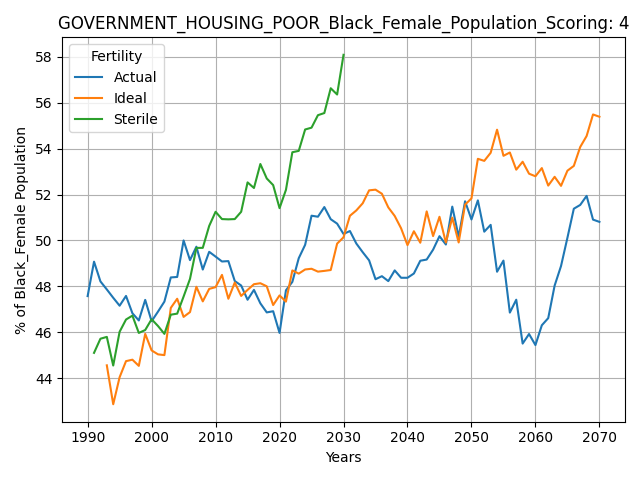 GOVERNMENT_HOUSING_POOR_Black_Female_Population_Scoring: 4
Fertility
Actual
Ideal
Sterile
% of Black_Female Population
58
56
54
52
50
48
46
44
1990 2000 2010 2020 2030 2040 2050 2060 2070
Years